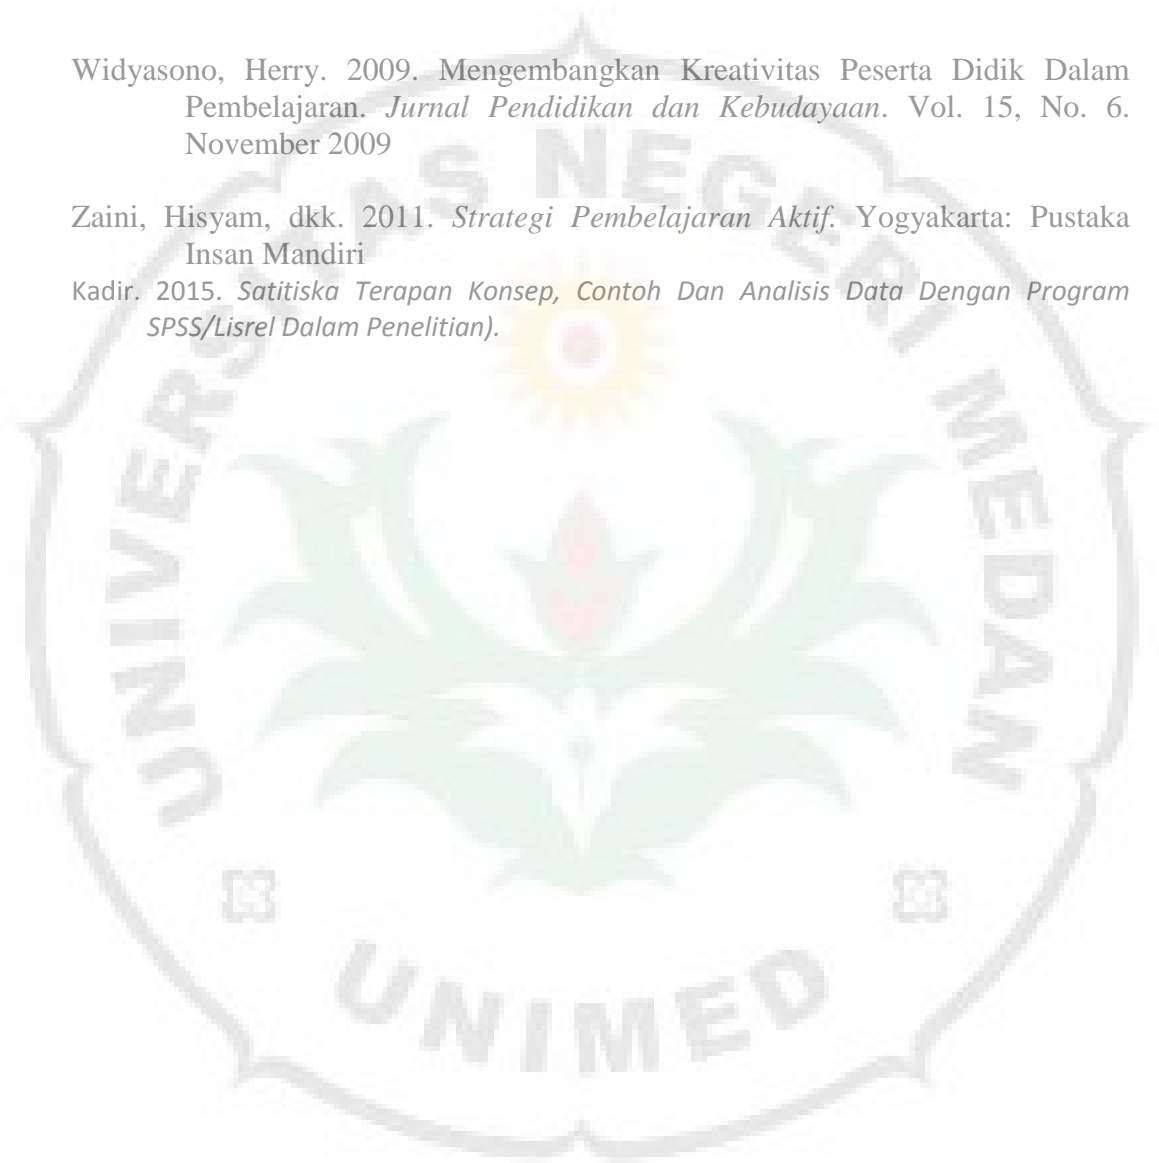 Widyasono, Herry. 2009. Mengembangkan Kreativitas Peserta Didik Dalam
Pembelajaran. Jurnal Pendidikan dan Kebudayaan. Vol. 15, No. 6.
November 2009
Zaini, Hisyam, dkk. 2011. Strategi Pembelajaran Aktif. Yogyakarta: Pustaka
Insan Mandiri
Kadir. 2015. Satitiska Terapan Konsep, Contoh Dan Analisis Data Dengan Program
SPSS/Lisrel Dalam Penelitian).
UNIVERSITAS NEGERI MEDAN
UNIMED